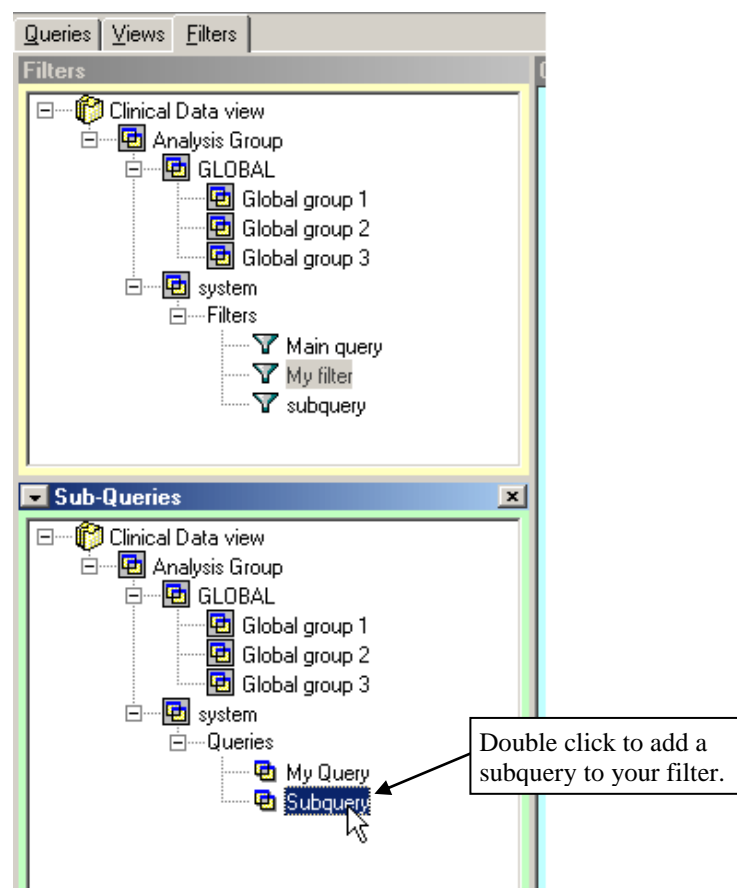 Queries Views Filters
Filters
Clinical Data view
Analysis Group
GLOBAL
Global group 1
Global group 2
Global group 3
system
Filters
Main query
My filter
subquery
Sub-Queries
Clinical Data view
Analysis Group
GLOBAL
Global group 1
Global group 2
Global group 3
system
Queries
My Query
Subquery
Double click to add a
subquery to your filter.